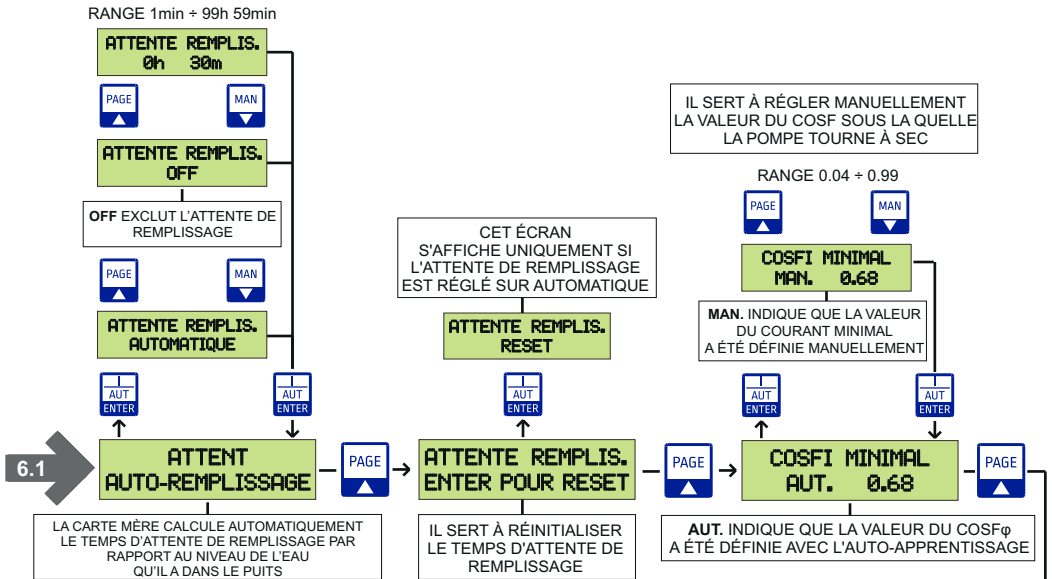 RANGE 1min ÷ 99h 59min
ATTENTE REMPLIS.
0h 30m
PAGE
MAN
ATTENTE REMPLIS.
OFF
OFF EXCLUT L'ATTENTE DE
REMPLISSAGE
PAGE
MAN
ATTENTE REMPLIS.
AUTOMATIQUE
AUT
ENTER
AUT
ENTER
6.1
ATTENT
AUTO-REMPLISSAGE
PAGE
LA CARTE MÈRE CALCULE AUTOMATIQUEMENT
LE TEMPS D'ATTENTE DE REMPLISSAGE PAR
RAPPORT AU NIVEAU DE L'EAU
QU'IL A DANS LE PUITS
CET ÉCRAN
S'AFFICHE UNIQUEMENT SI
L'ATTENTE DE REMPLISSAGE
EST RÉGLÉ SUR AUTOMATIQUE
ATTENTE REMPLIS.
RESET
AUT
ENTER
ATTENTE REMPLIS.
ENTER POUR RESET
PAGE
IL SERT À RÉINITIALISER
LE TEMPS D'ATTENTE DE
REMPLISSAGE
IL SERT À RÉGLER MANUELLEMENT
LA VALEUR DU COSF SOUS LA QUELLE
LA POMPE TOURNE À SEC
RANGE 0.04 ÷ 0.99
PAGE
MAN
COSFI MINIMAL
MAN. 0.68
MAN. INDIQUE QUE LA VALEUR
DU COURANT MINIMAL
A ÉTÉ DÉFINIE MANUELLEMENT
AUT
ENTER
AUT
ENTER
COSFI MINIMAL
AUT. 0.68
PAGE
AUT. INDIQUE QUE LA VALEUR DU COSFφ
A ÉTÉ DÉFINIE AVEC L'AUTO-APPRENTISSAGE